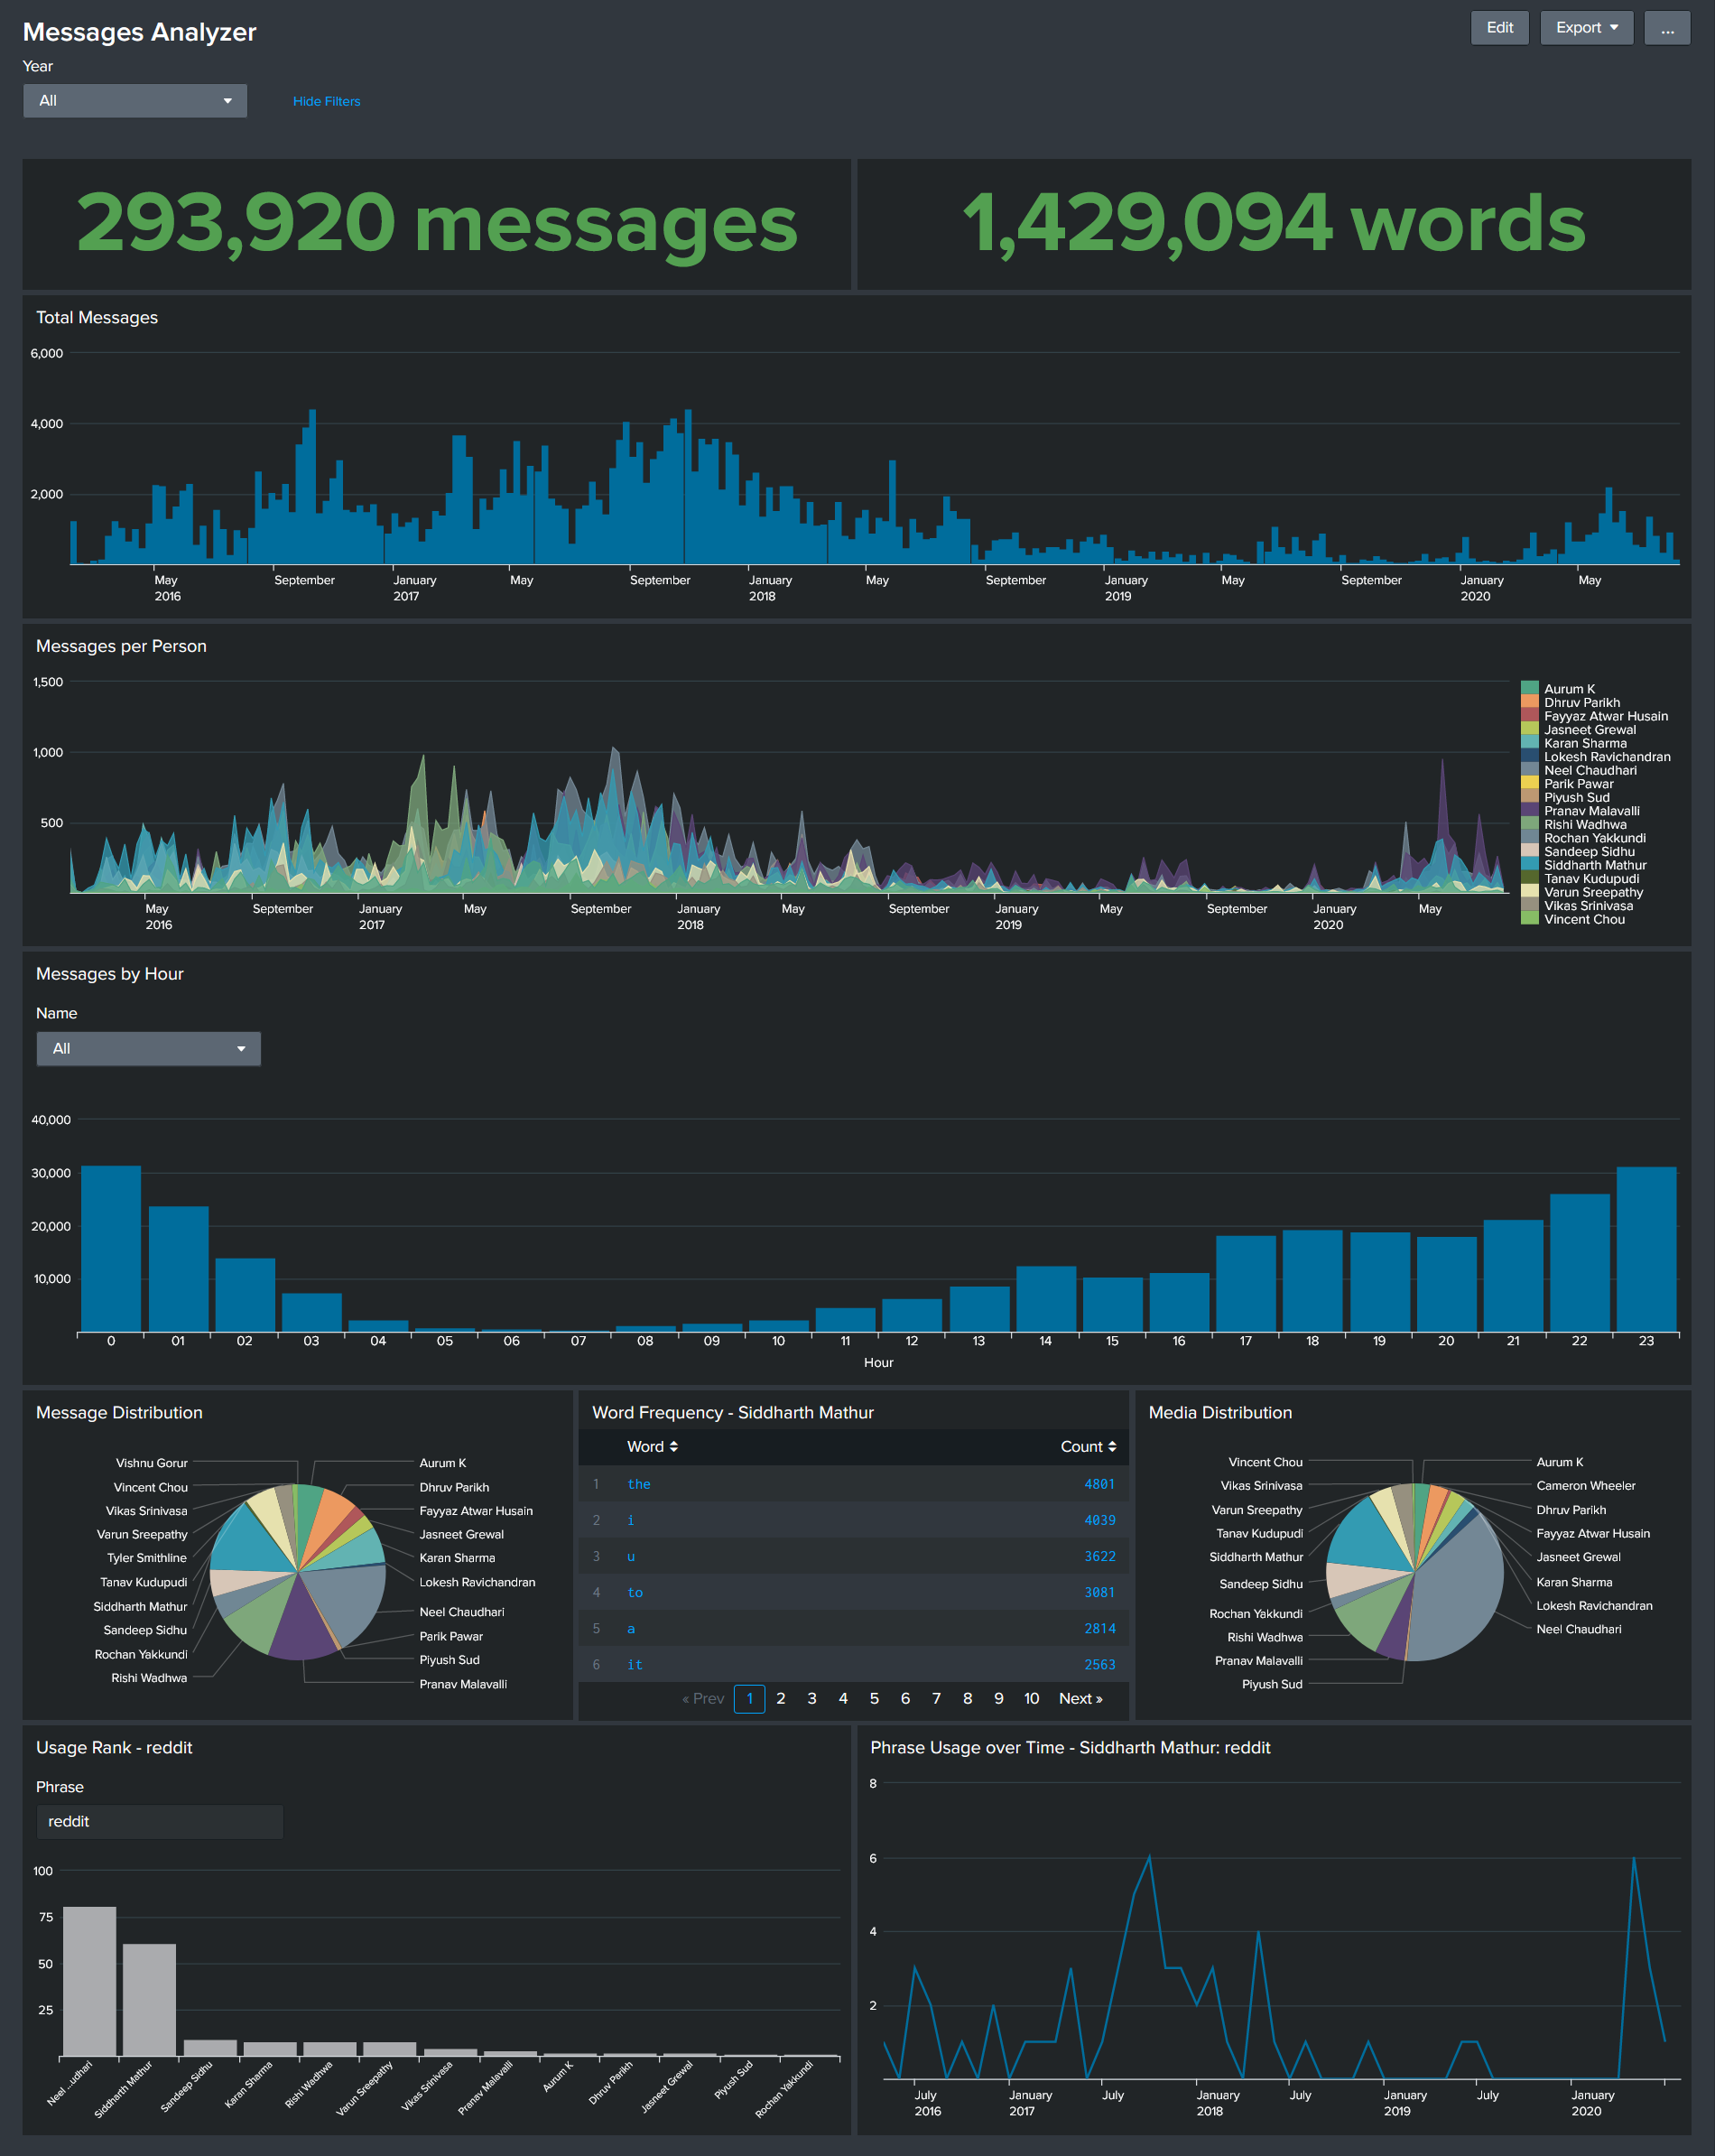 Messages Analyzer
Edit
Export
...
Year
All
Hide Filters
293,920 messages
1,429,094 words
Total Messages
6,000
4,000
2,000
May
2016
September
January
2017
May
September
January
2018
May
September
January
2019
May
September
January
2020
May
Messages per Person
1,500
1,000
500
May
2016
September
January
2017
May
September
January
2018
May
September
January
2019
May
September
January
2020
May
Aurum K
Dhruv Parikh
Fayyaz Atwar Husain
Jasneet Grewal
Karan Sharma
Lokesh Ravichandran
Neel Chaudhari
Parik Pawar
Piyush Sud
Pranav Malavalli
Rishi Wadhwa
Rochan Yakkundi
Sandeep Sidhu
Siddharth Mathur
Tanav Kudupudi
Varun Sreepathy
Vikas Srinivasa
Vincent Chou
Messages by Hour
Name
All
40,000
30,000
20,000
10,000
0 01 02 03 04 05 06 07 08 09 10 11 12 13 14 15 16 17 18 19 20 21 22 23
Hour
Message Distribution
Vishnu Gorur
Vincent Chou
Vikas Srinivasa
Varun Sreepathy
Tyler Smithline
Tanav Kudupudi
Siddharth Mathur
Sandeep Sidhu
Rochan Yakkundi
Rishi Wadhwa
Aurum K
Dhruv Parikh
Fayyaz Atwar Husain
Jasneet Grewal
Karan Sharma
Lokesh Ravichandran
Neel Chaudhari
Parik Pawar
Piyush Sud
Pranav Malavalli
Word Frequency - Siddharth Mathur
Word Count
1 the 4801
2 i 4039
3 u 3622
4 to 3081
5 a 2814
6 it 2563
« Prev 1 2 3 4 5 6 7 8 9 10 Next »
Media Distribution
Vincent Chou
Vikas Srinivasa
Varun Sreepathy
Tanav Kudupudi
Siddharth Mathur
Sandeep Sidhu
Rochan Yakkundi
Rishi Wadhwa
Pranav Malavalli
Piyush Sud
Aurum K
Cameron Wheeler
Dhruv Parikh
Fayyaz Atwar Husain
Jasneet Grewal
Karan Sharma
Lokesh Ravichandran
Neel Chaudhari
Usage Rank - reddit
Phrase
reddit
100
75
50
25
Neel ...udhari
Siddharth Mathur
Sandeep Sidhu
Karan Sharma
Rishi Wadhwa
Varun Sreepathy
Vikas Srinivasa
Pranav Malavalli
Aurum K
Dhruv Parikh
Jasneet Grewal
Piyush Sud
Rochan Yakkundi
Phrase Usage over Time - Siddharth Mathur: reddit
8
6
4
2
July
2016
January
2017
July
January
2018
July
January
2019
July
January
2020